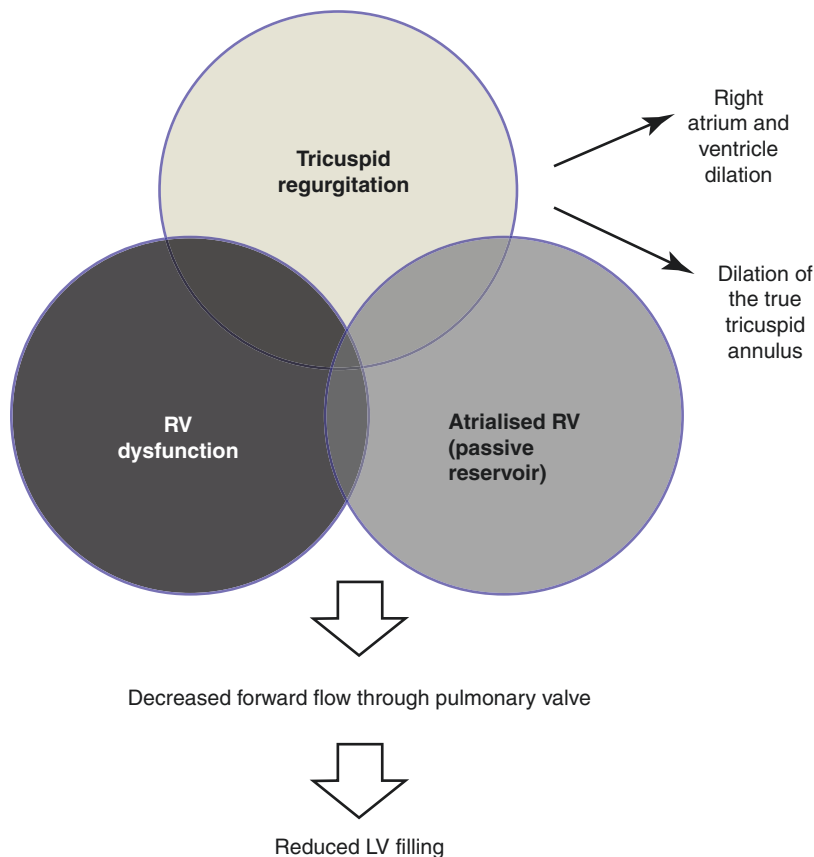 Tricuspid
regurgitation
Right
atrium and
ventricle
dilation
Dilation of
the true
tricuspid
annulus
RV
dysfunction
Atrialised RV
(passive
reservoir)
Decreased forward flow through pulmonary valve
Reduced LV filling